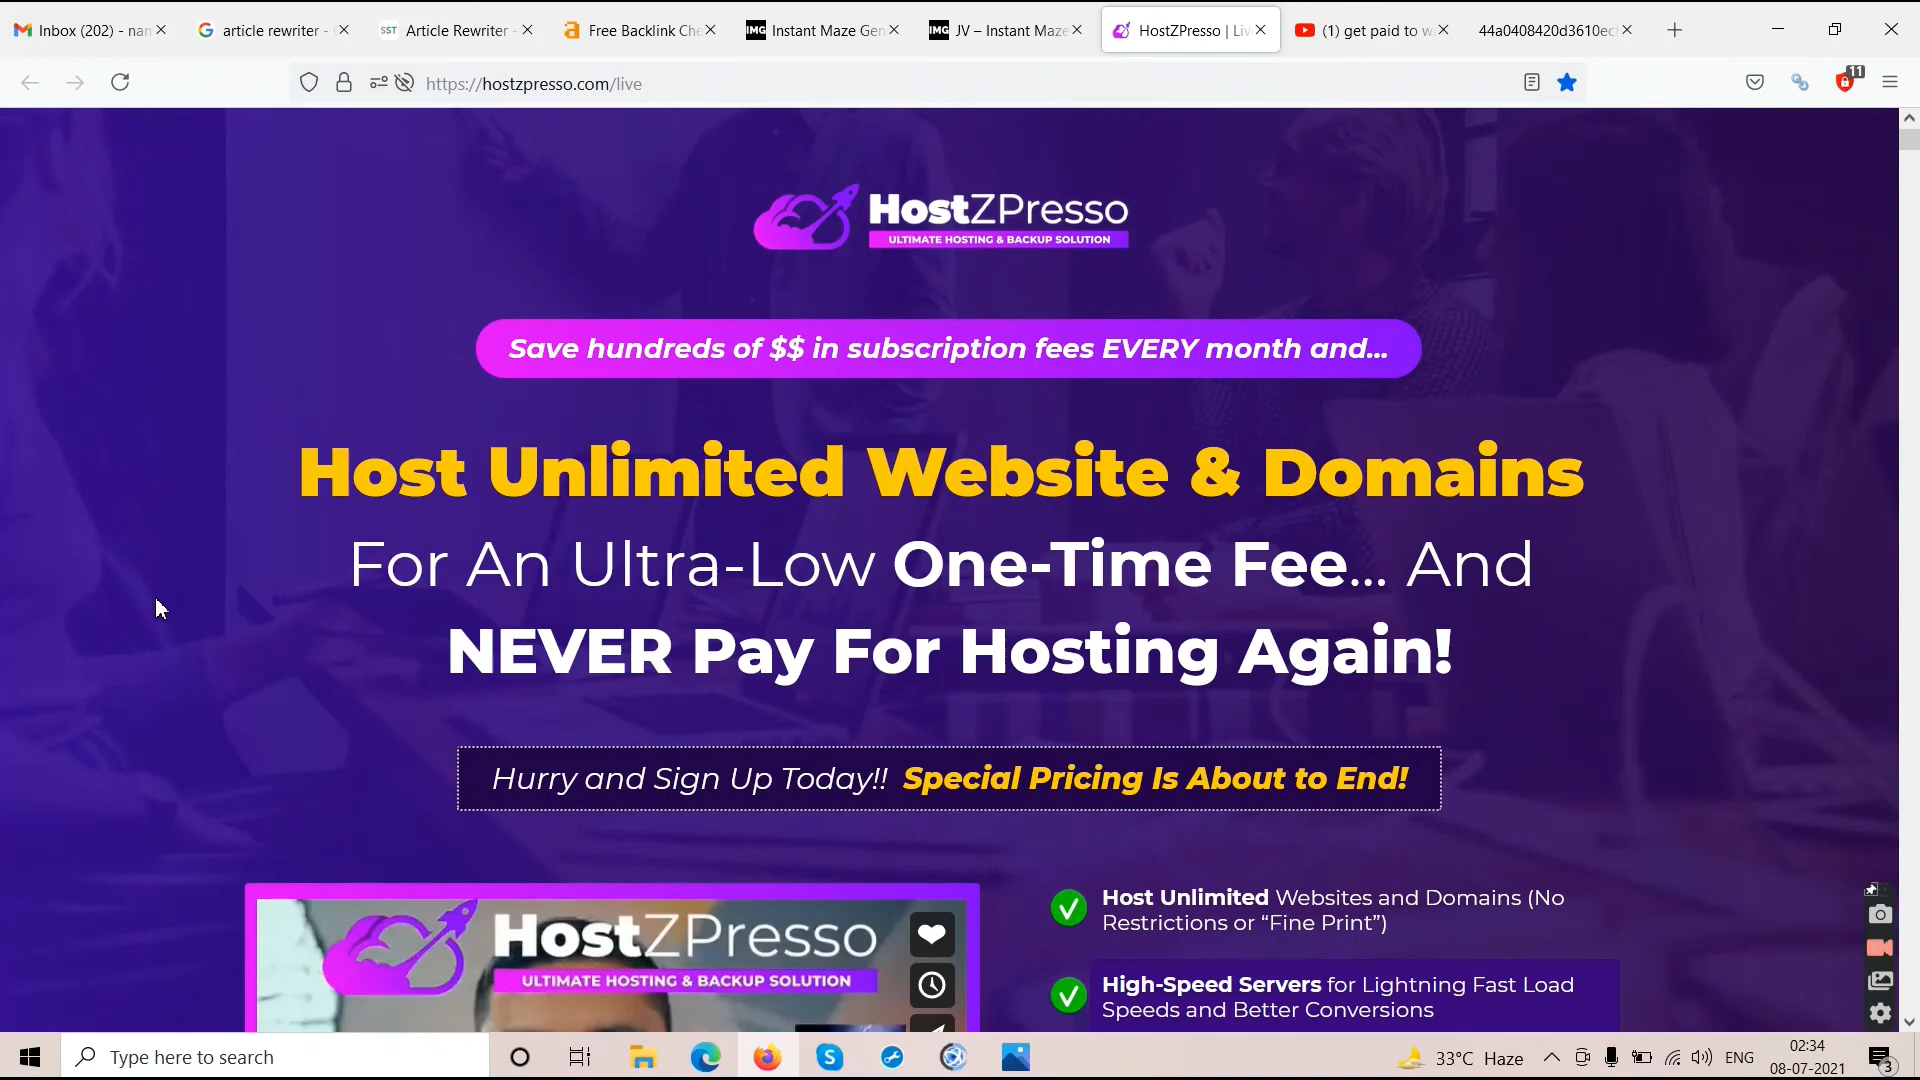 Inbox (202) - nan
article rewriter -
SST Article Rewriter -
Free Backlink Che
IMG Instant Maze Gen
IMG JV – Instant Maze
HostZPresso | Liv
(1) get paid to w
44a0408420d3610ec
https://hostzpresso.com/live
11
HostZPresso
ULTIMATE HOSTING & BACKUP SOLUTION
Save hundreds of $$ in subscription fees EVERY month and...
Host Unlimited Website & Domains
For An Ultra-Low One-Time Fee... And
NEVER Pay For Hosting Again!
Hurry and Sign Up Today!! Special Pricing Is About to End!
HostZPresso
ULTIMATE HOSTING & BACKUP SOLUTION
Host Unlimited Websites and Domains (No
Restrictions or “Fine Print”)
High-Speed Servers for Lightning Fast Load
Speeds and Better Conversions
Type here to search
33°C Haze
ENG
02:34
08-07-2021
3